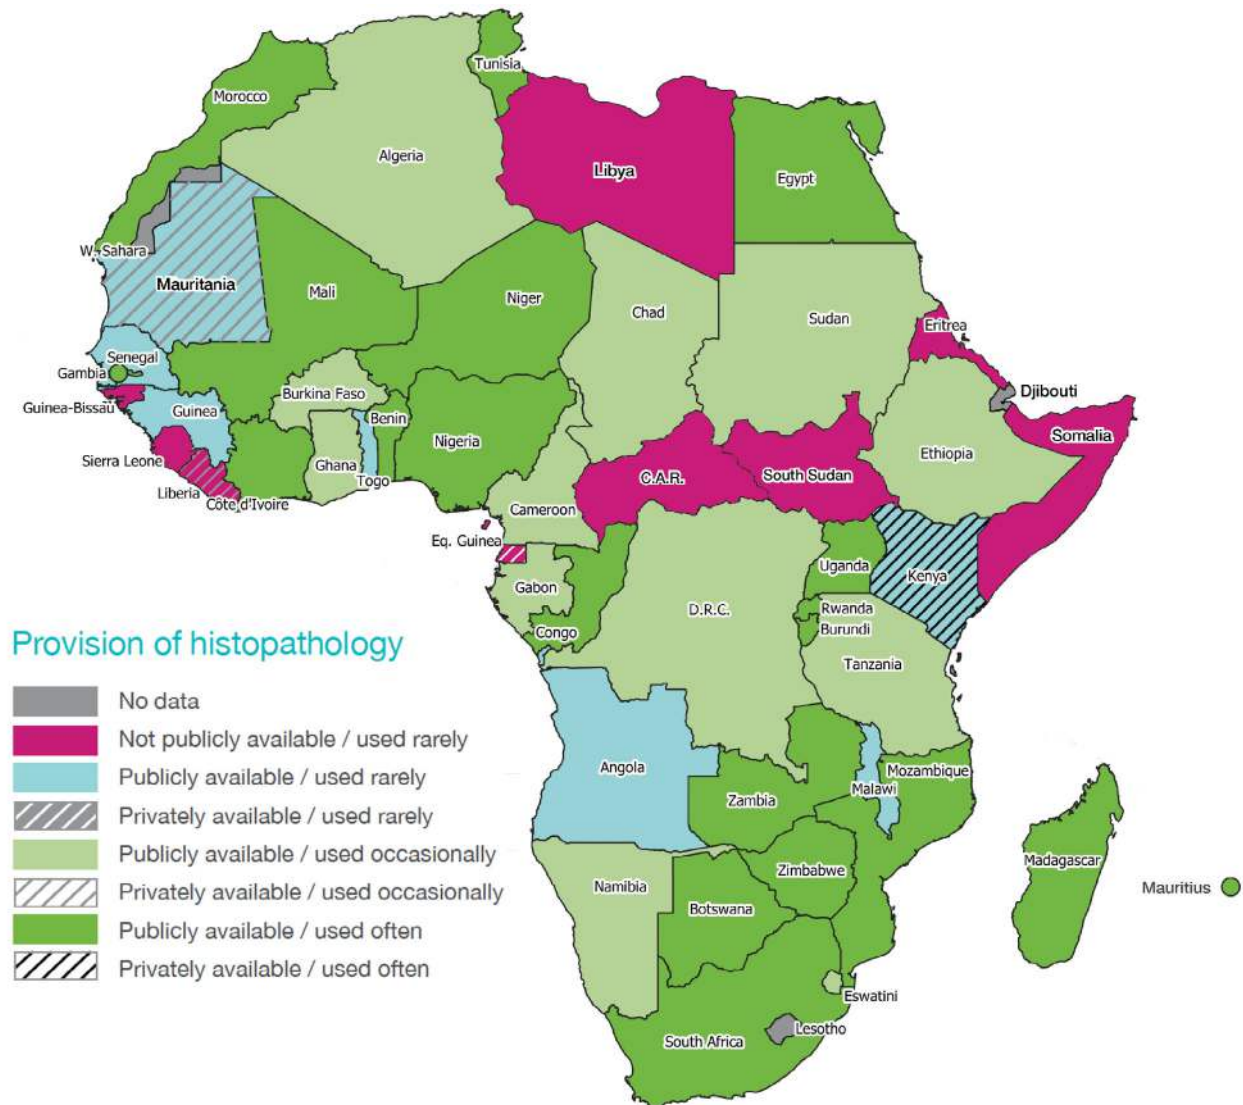 Tunisia
Morocco
Algeria
Libya
Egypt
W. Sahara
Mauritania
Mali
Niger
Chad
Sudan
Eritrea
Senegal
Gambia
Djibouti
Burkina Faso
Guinea-Bissau
Guinea
Benin
Nigeria
Somalia
Ethiopia
Sierra Leone
Ghana
Togo
C.A.R.
South Sudan
Liberia
Côte d'Ivoire
Cameroon
Eq. Guinea
Uganda
Kenya
Gabon
D.R.C.
Rwanda
Burundi
Congo
Tanzania
Provision of histopathology
No data
Not publicly available / used rarely
Publicly available / used rarely
Privately available / used rarely
Publicly available / used occasionally
Privately available / used occasionally
Publicly available / used often
Privately available / used often
Angola
Zambia
Malawi
Mozambique
Zimbabwe
Madagascar
Mauritius
Namibia
Botswana
Eswatini
Lesotho
South Africa